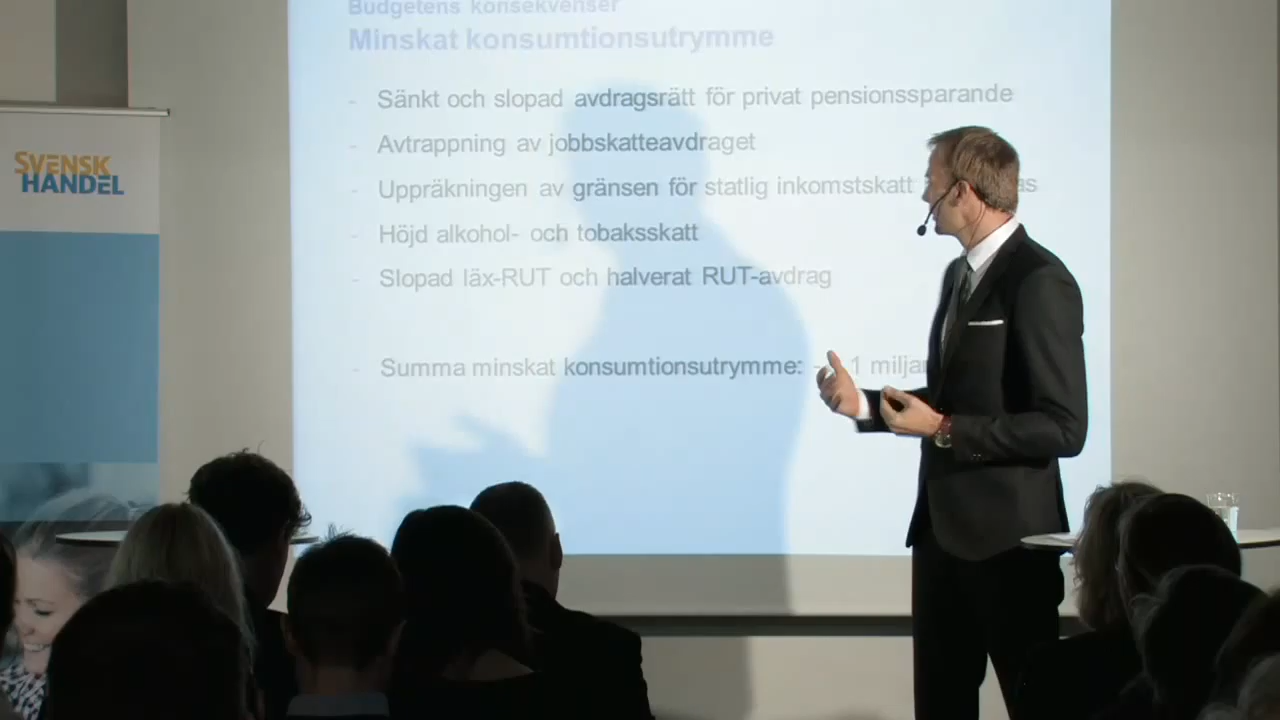 Budgetens konsekvenser
Minskat konsumtionsutrymme
- Sänkt och slopad avdragsrätt för privat pensionssparande
- Avtrappning av jobbskatteavdraget
- Uppräkningen av gränsen för statlig inkomstskatt
- Höjd alkohol- och tobaksskatt
- Slopad läx-RUT och halverat RUT-avdrag
- Summa minskat konsumtionsutrymme:
SVENSK
HANDEL